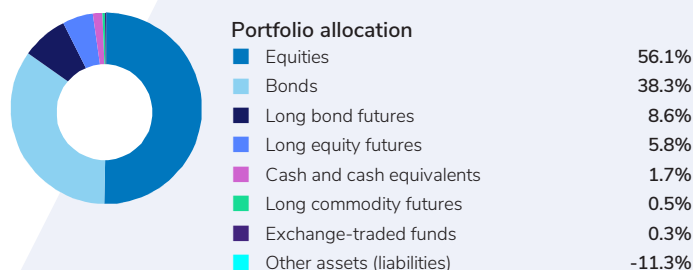 Portfolio allocation
Equities 56.1%
Bonds 38.3%
Long bond futures 8.6%
Long equity futures 5.8%
Cash and cash equivalents 1.7%
Long commodity futures 0.5%
Exchange-traded funds 0.3%
Other assets (liabilities) -11.3%